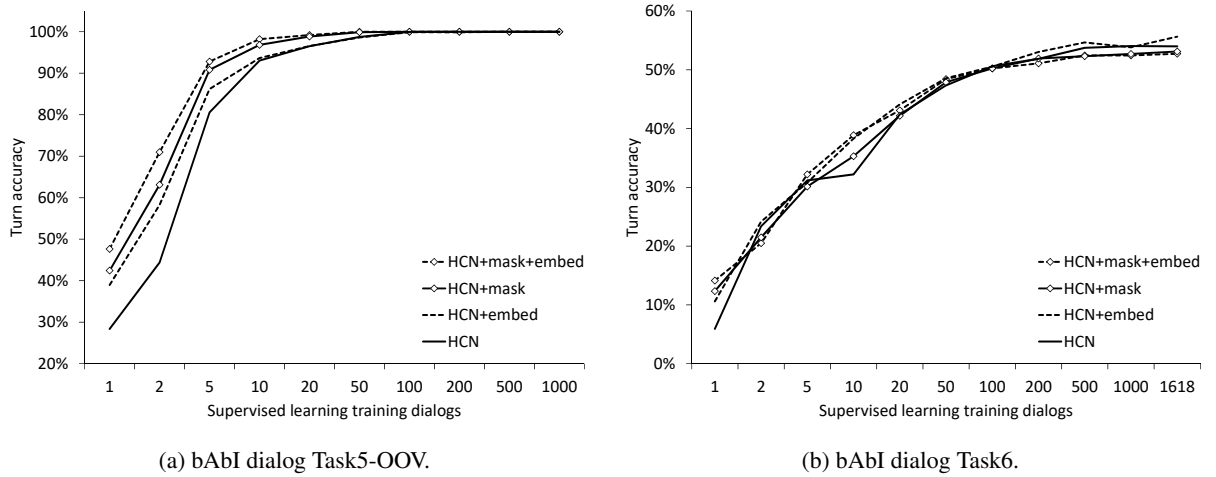 100%
90%
80%
70%
60%
50%
40%
30%
20%
Turn accuracy
HCN+mask+embed
HCN+mask
HCN+embed
HCN
1 2 5 10 20 50 100 200 500 1000
Supervised learning training dialogs
(a) bAbI dialog Task5-OOV.
60%
50%
40%
30%
20%
10%
0%
Turn accuracy
HCN+mask+embed
HCN+mask
HCN+embed
HCN
1 2 5 10 20 50 100 200 500 1000 1618
Supervised learning training dialogs
(b) bAbI dialog Task6.